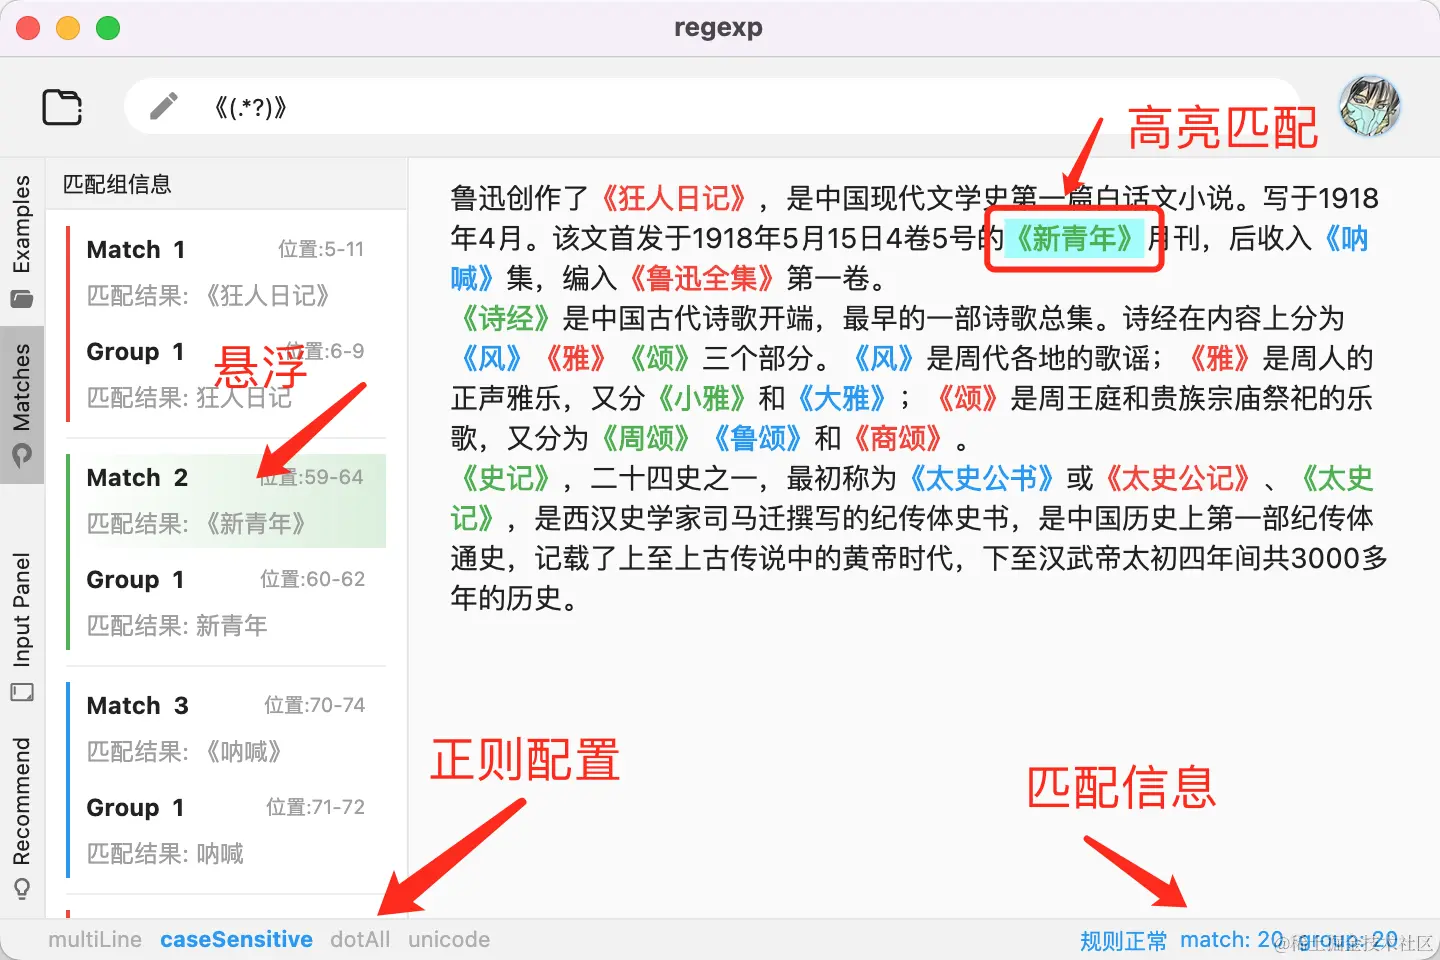 regexp
《(.*?)》
高亮匹配
Examples
Matches
Input Panel
Recommend
匹配组信息
Match 1 位置:5-11
匹配结果: 《狂人日记》
Group 1 位置:6-9
匹配结果: 狂人日记
悬浮
Match 2 位置:59-64
匹配结果: 《新青年》
Group 1 位置:60-62
匹配结果: 新青年
Match 3 位置:70-74
匹配结果: 《呐喊》
Group 1 位置:71-72
匹配结果: 呐喊
鲁迅创作了《狂人日记》，是中国现代文学史第一篇白话文小说。写于1918
年4月。该文首发于1918年5月15日4卷5号的《新青年》月刊，后收入《呐
喊》集，编入《鲁迅全集》第一卷。
《诗经》是中国古代诗歌开端，最早的一部诗歌总集。诗经在内容上分为
《风》《雅》《颂》三个部分。《风》是周代各地的歌谣；《雅》是周人的
正声雅乐，又分《小雅》和《大雅》；《颂》是周王庭和贵族宗庙祭祀的乐
歌，又分为《周颂》《鲁颂》和《商颂》。
《史记》，二十四史之一，最初称为《太史公书》或《太史公记》、《太史
记》，是西汉史学家司马迁撰写的纪传体史书，是中国历史上第一部纪传体
通史，记载了上至上古传说中的黄帝时代，下至汉武帝太初四年间共3000多
年的历史。
正则配置
匹配信息
multiLine caseSensitive dotAll unicode
规则正常 match: 20 group: 20
@稀土掘金技术社区